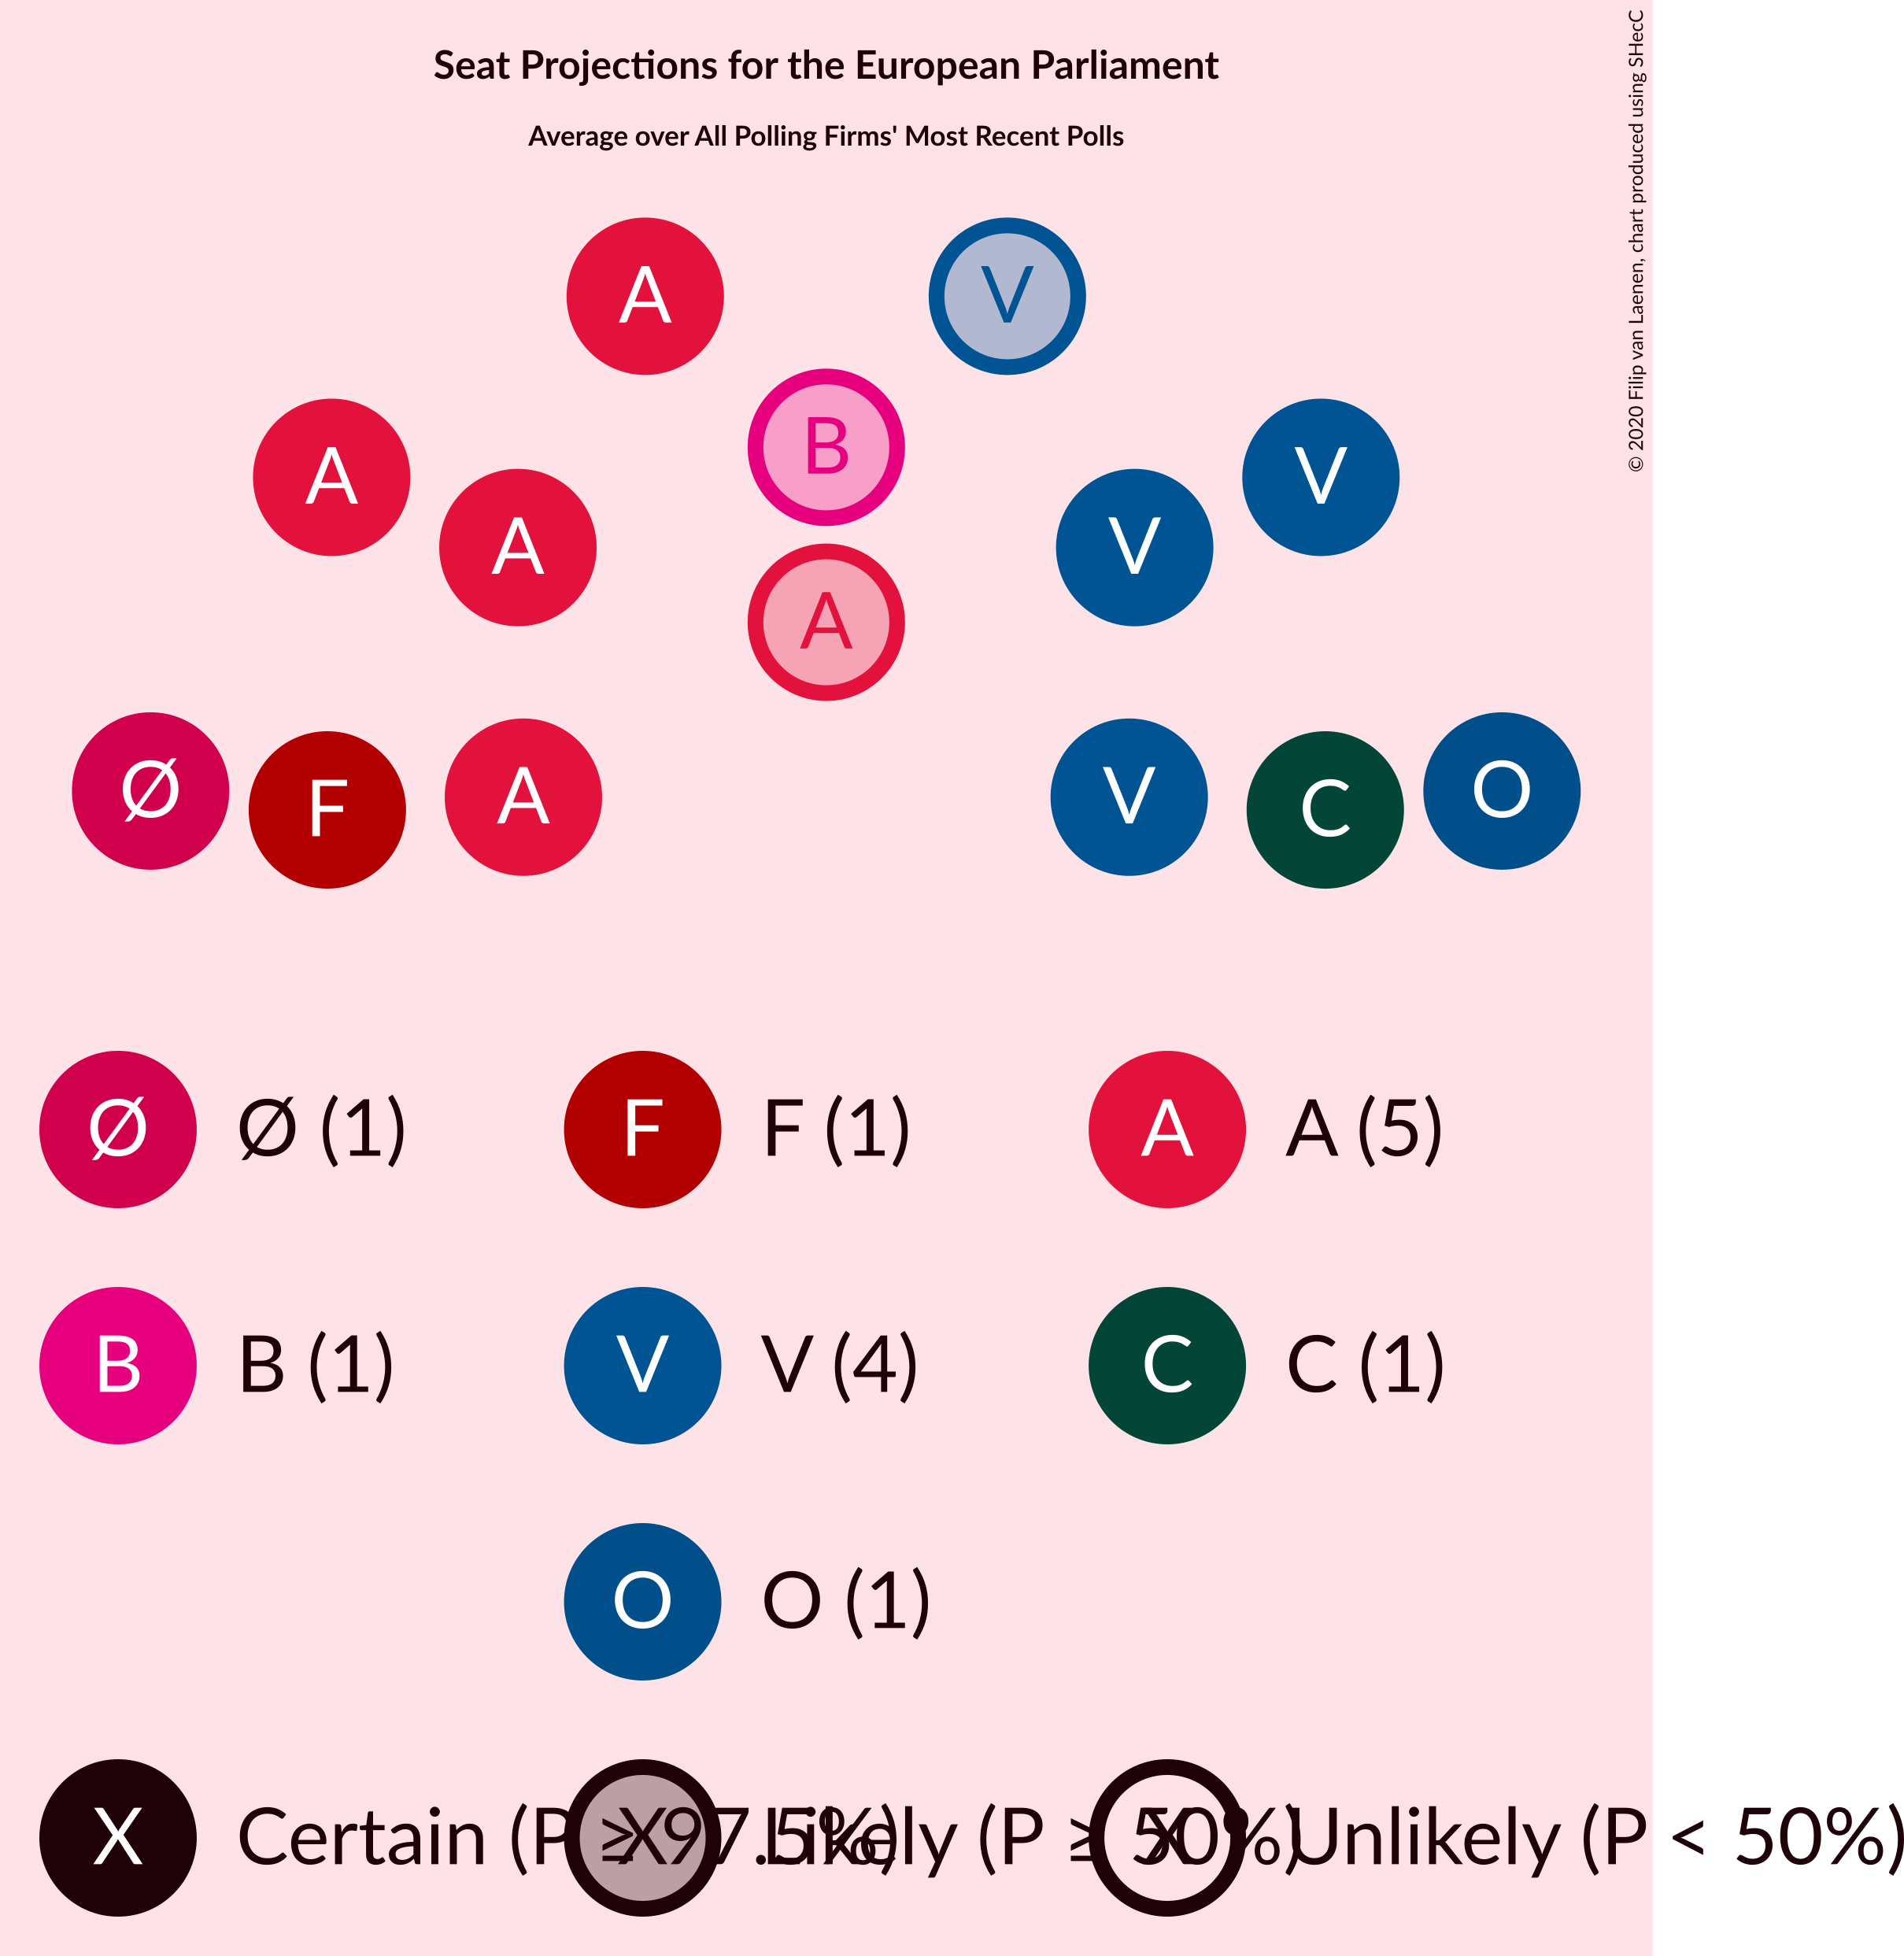 Seat Projections for the European Parliament
Average over All Polling Firms' Most Recent Polls
© 2020 Filip van Laenen, chart produced using SHecC
A V
B
A V
A V
A
Ø F A V C O
Ø Ø (1) F F (1) A A (5)
B B (1) V V (4) C C (1)
O O (1)
X Certain (P ≥ 97.5%) X Likely (P ≥ 50%) X Unlikely (P < 50%)